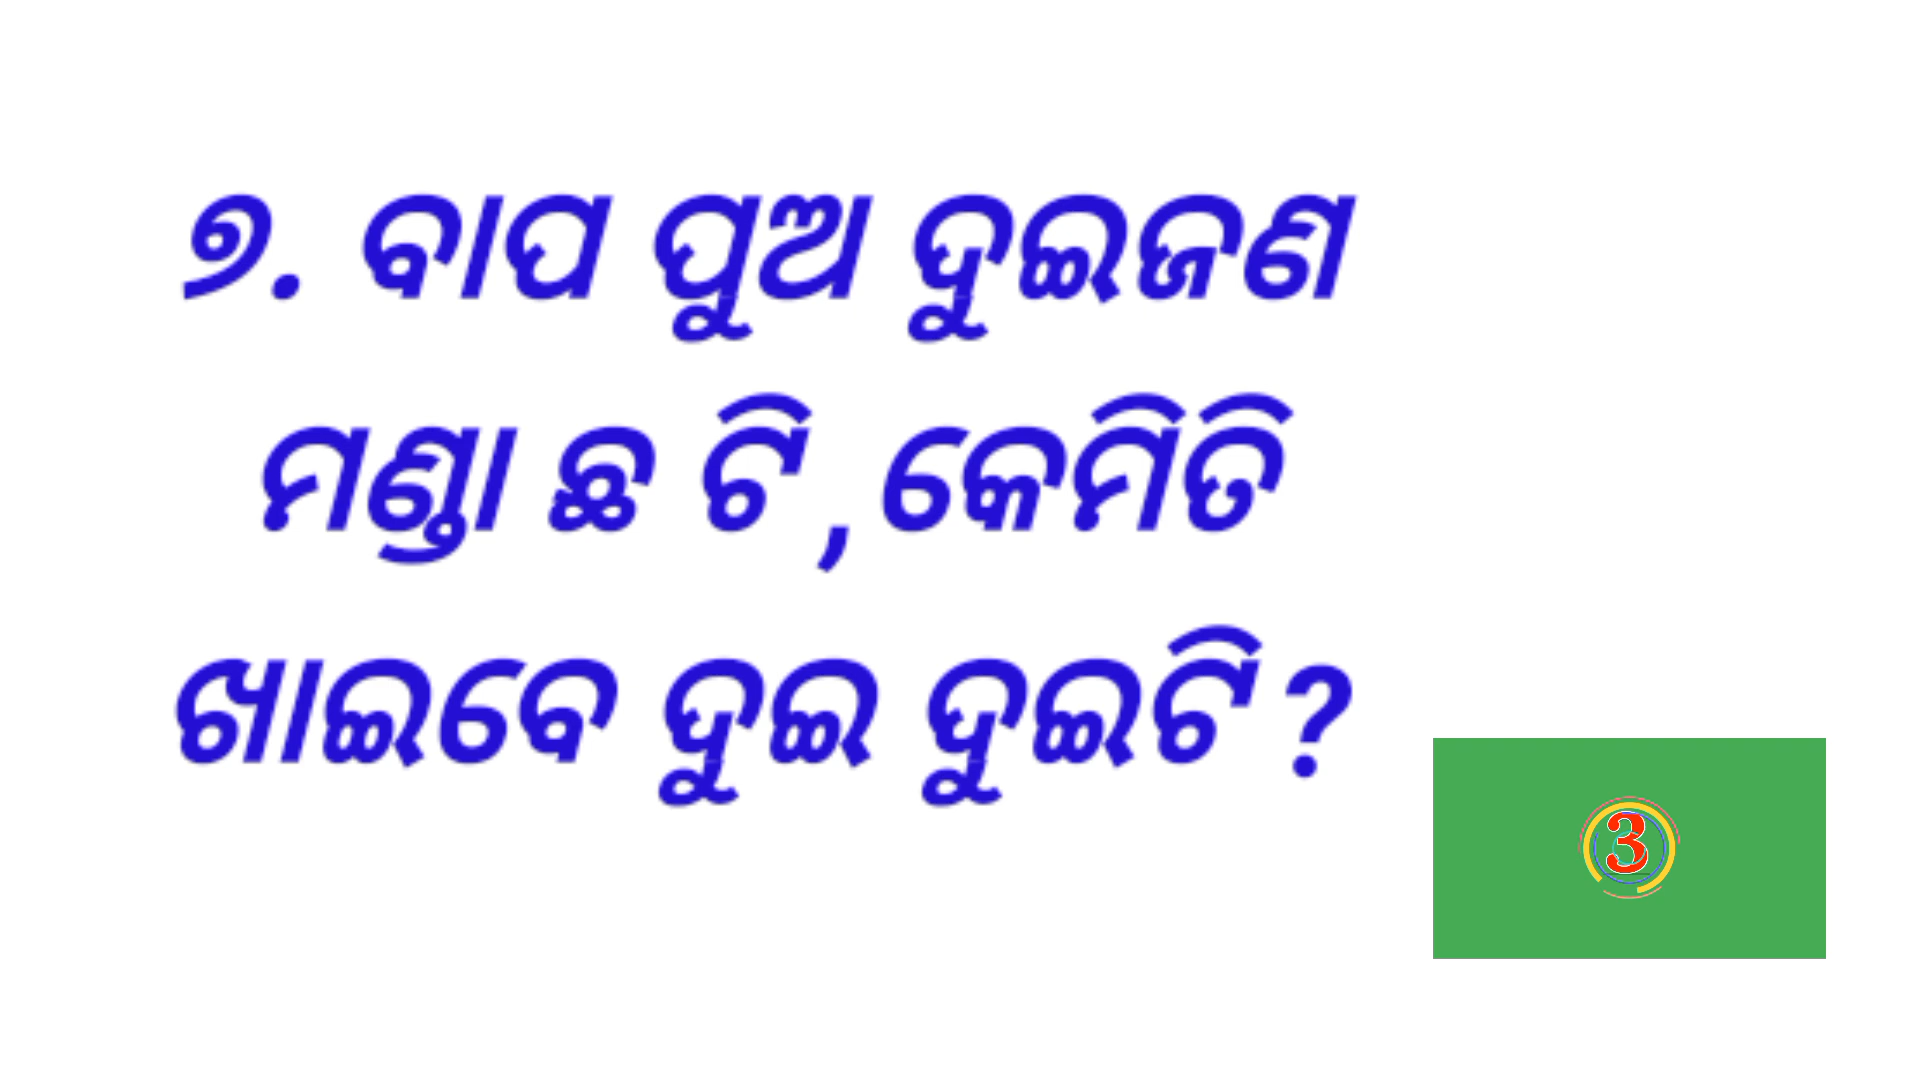 ୭. ବାପ ପୁଅ ଦୁଇଜଣ
ମଣ୍ଡା ଛ ଟି ,କେମିତି
ଖାଇବେ ଦୁଇ ଦୁଇଟି ?
3